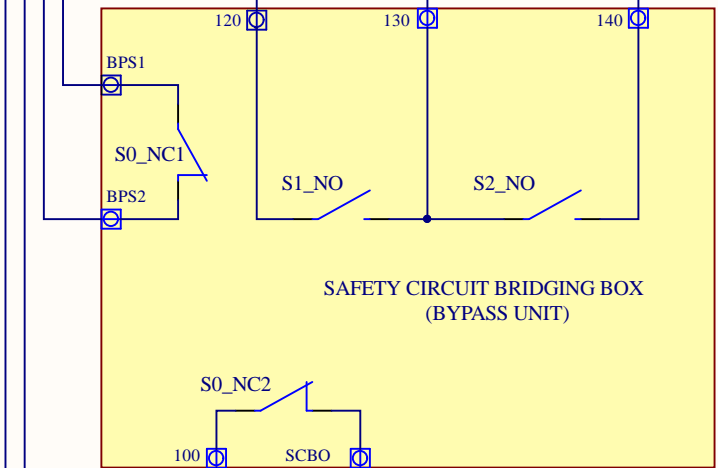 120
130
140
BPS1
S0_NC1
S1_NO
S2_NO
BPS2
SAFETY CIRCUIT BRIDGING BOX
(BYPASS UNIT)
S0_NC2
100
SCBO